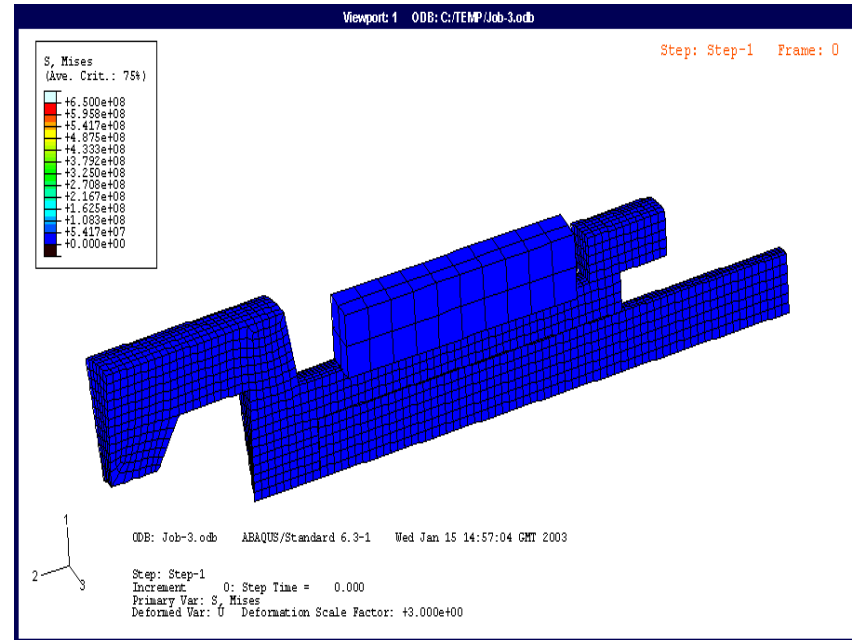 Viewport: 1 ODB: C:/TEMP/Job-3.odb
Step: Step-1 Frame: 0
S, Mises
(Ave. Crit.: 75%)
+6.500e+08
+5.958e+08
+5.417e+08
+4.875e+08
+4.333e+08
+3.792e+08
+3.250e+08
+2.708e+08
+2.167e+08
+1.625e+08
+1.083e+08
+5.417e+07
+0.000e+00
1
2
3
ODB: Job-3.odb ABAQUS/Standard 6.3-1 Wed Jan 15 14:57:04 GMT 2003
Step: Step-1
Increment 0: Step Time = 0.000
Primary Var: S, Mises
Deformed Var: U Deformation Scale Factor: +3.000e+00